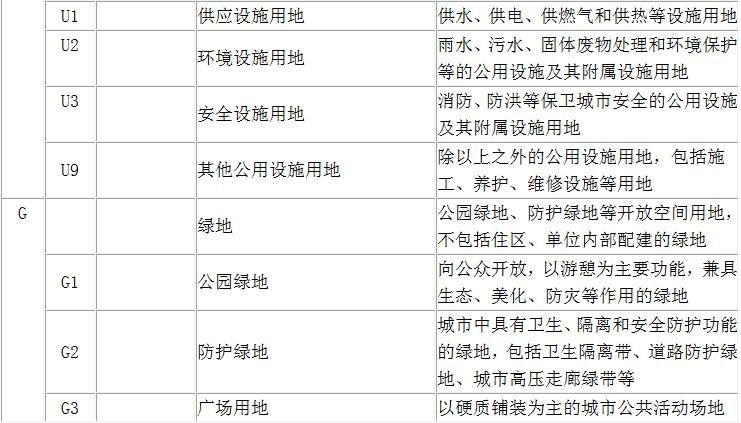 U1 供应设施用地 供水、供电、供燃气和供热等设施用地
U2 环境设施用地 雨水、污水、固体废物处理和环境保护
等的公用设施及其附属设施用地
U3 安全设施用地 消防、防洪等保卫城市安全的公用设施
及其附属设施用地
U9 其他公用设施用地 除以上之外的公用设施用地，包括施
工、养护、维修设施等用地
G 绿地 公园绿地、防护绿地等开放空间用地，
不包括住区、单位内部配建的绿地
G1 公园绿地 向公众开放，以游憩为主要功能，兼具
生态、美化、防灾等作用的绿地
G2 防护绿地 城市中具有卫生、隔离和安全防护功能
的绿地，包括卫生隔离带、道路防护绿
地、城市高压走廊绿带等
G3 广场用地 以硬质铺装为主的城市公共活动场地